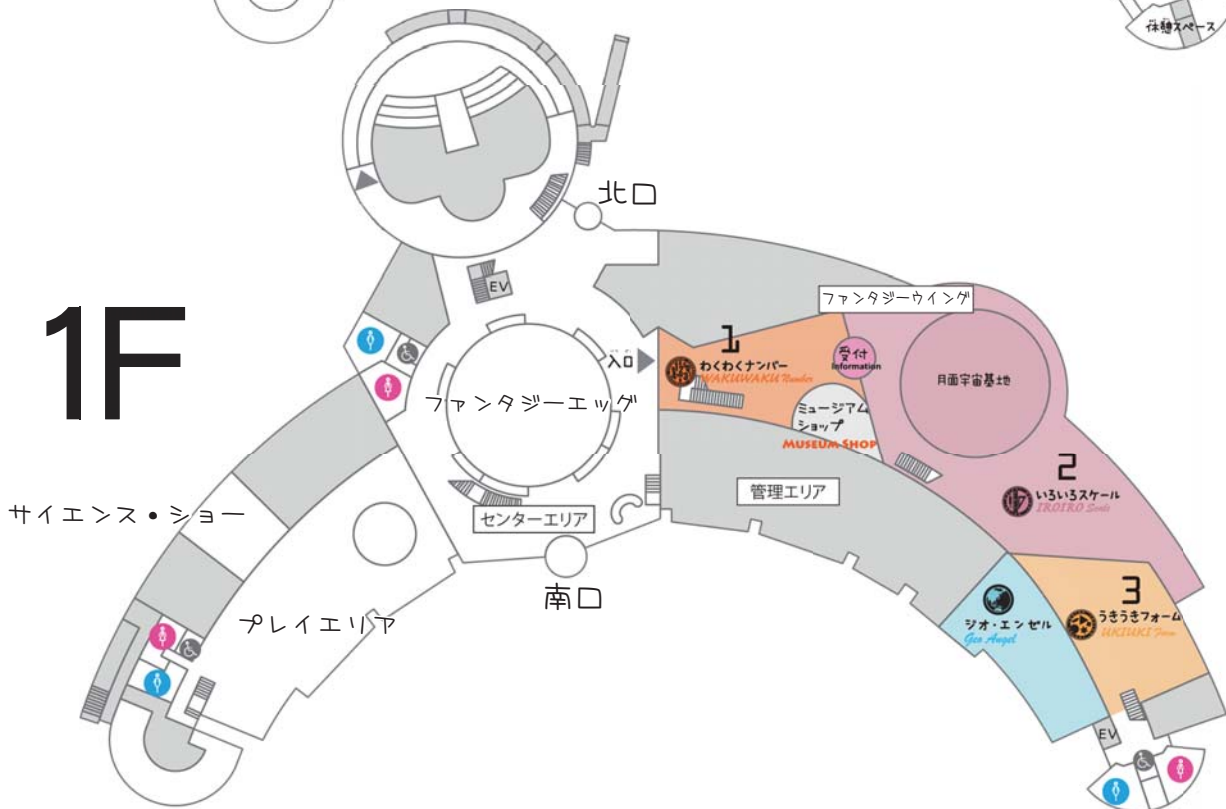 休憩スペース
北口
EV
ファンタジーウイング
1F
入口
1
わくわくナンバー
WAKUWAKU Number
受付
Information
月面宇宙基地
ファンタジーエッグ
ミュージアム
ショップ
MUSEUM SHOP
2
いろいろスケール
IROIRO Scale
管理エリア
サイエンス・ショー
センターエリア
南口
プレイエリア
ジオ・エンゼル
Geo Angel
3
うきうきフォーム
UKIUKI Form
EV